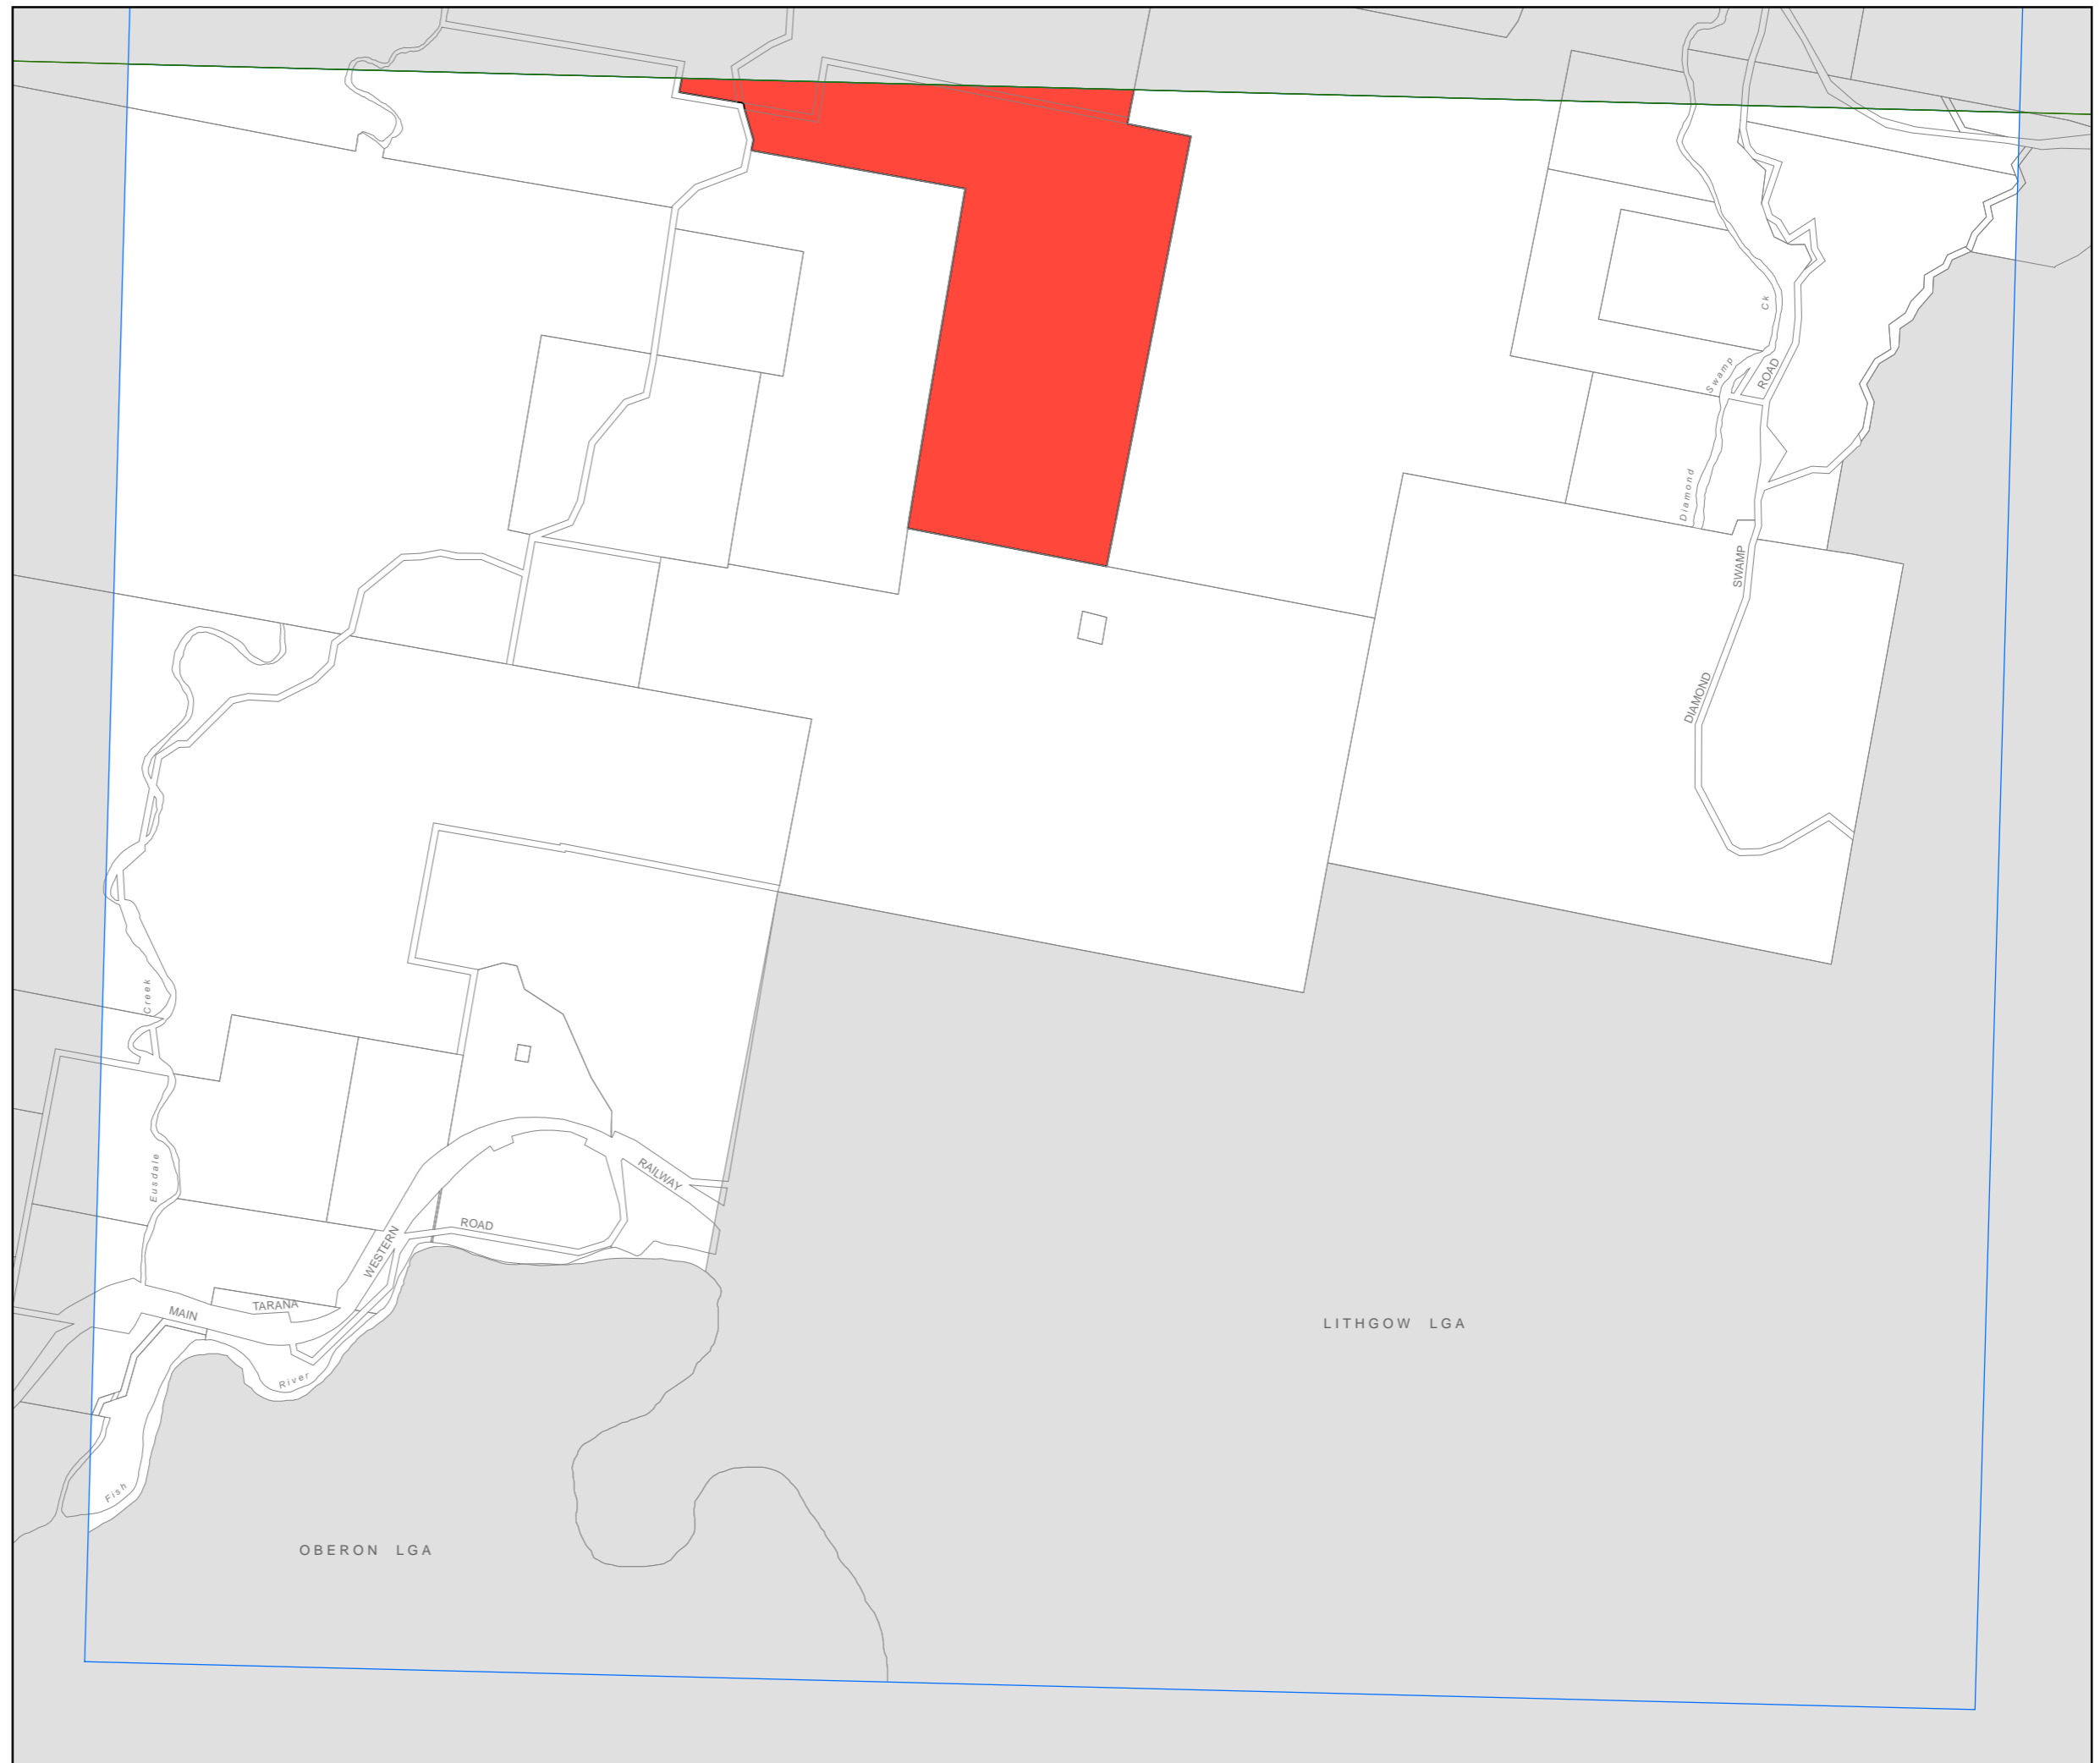 Ck
Swamp
ROAD
Diamond
SWAMP
DIAMOND
Creek
Eusdale
RAILWAY
ROAD
WESTERN
TARANA
MAIN
River
Fish
LITHGOW LGA
OBERON LGA